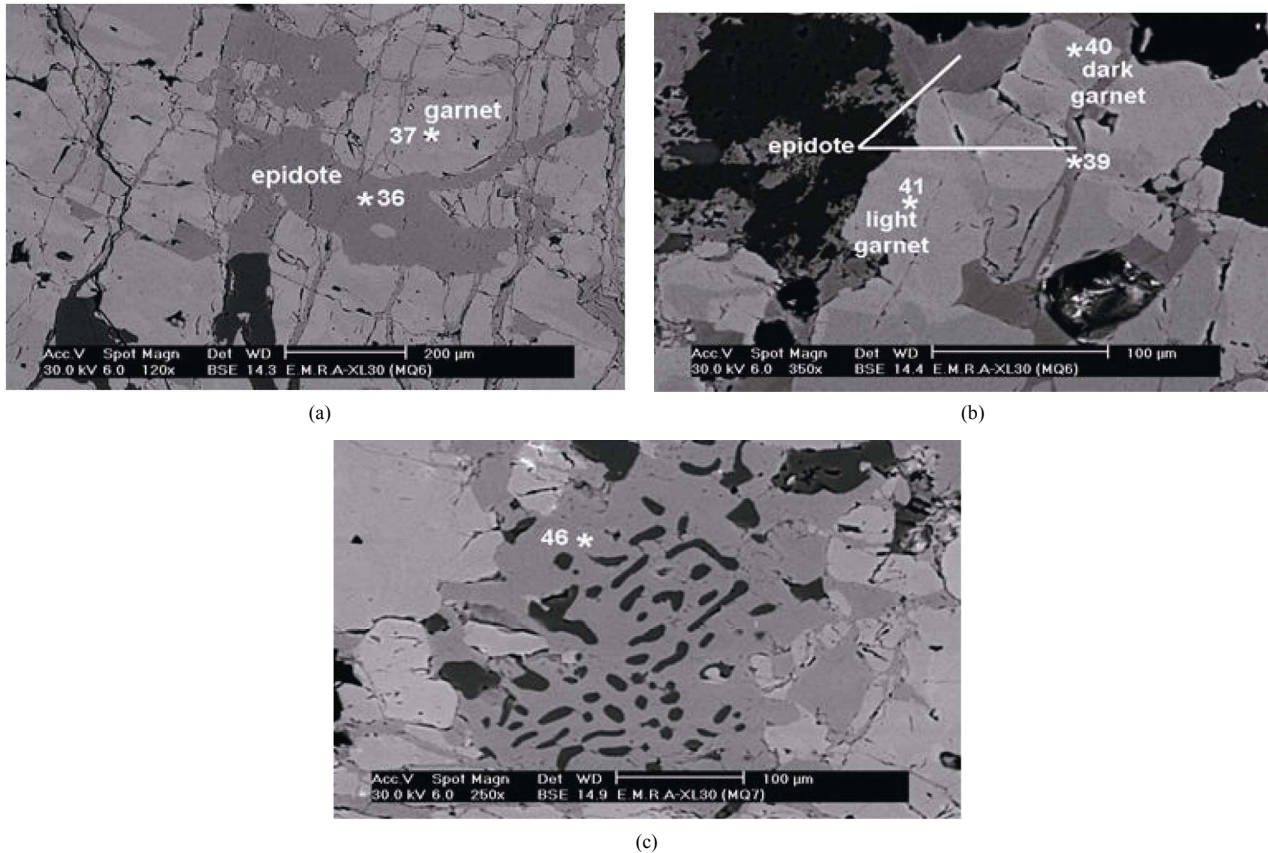 garnet
37 *
epidote
* 36
Acc.V Spot Magn Det WD 200 µm
30.0 kV 6.0 120x BSE 14.3 E.M.R.A-XL30 (MQ6)
(a)
* 40
dark
garnet
epidote
* 39
41
*
light
garnet
Acc.V Spot Magn Det WD 100 µm
30.0 kV 6.0 350x BSE 14.4 E.M.R.A-XL30 (MQ6)
(b)
46 *
Acc.V Spot Magn Det WD 100 µm
30.0 kV 6.0 250x BSE 14.9 E.M.R.A-XL30 (MQ7)
(c)